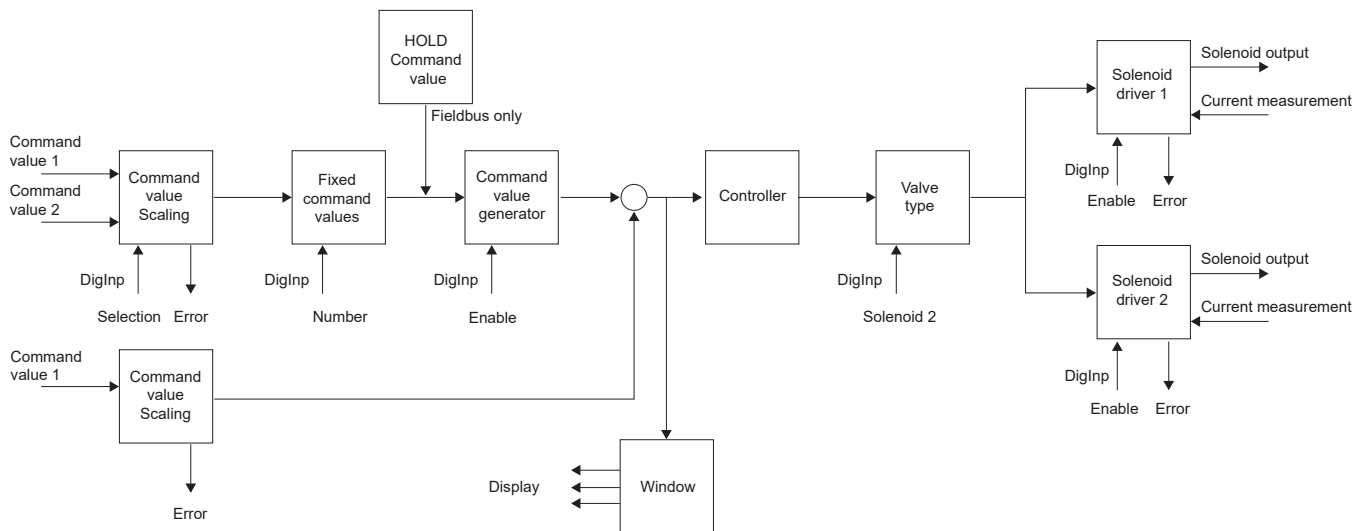 HOLD
Command
value
Fieldbus only
Command
value 1
Command
value 2
Command
value
Scaling
DigInp
Selection
Error
Fixed
command
values
DigInp
Number
Command
value
generator
DigInp
Enable
Controller
Valve
type
DigInp
Solenoid 2
Solenoid
driver 1
Solenoid output
Current measurement
DigInp
Enable
Error
Solenoid
driver 2
Solenoid output
Current measurement
DigInp
Enable
Error
Command
value 1
Command
value
Scaling
Error
Display
Window